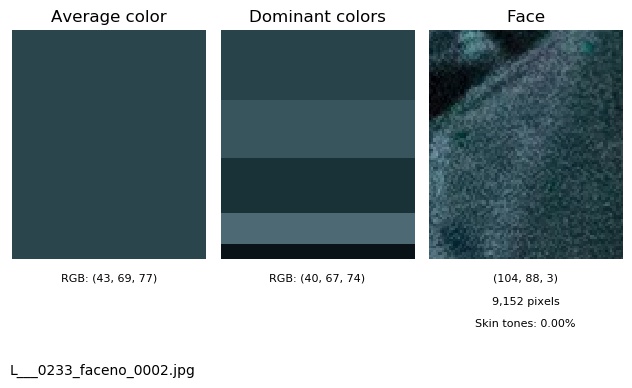 Average color
Dominant colors
Face
RGB: (43, 69, 77)
RGB: (40, 67, 74)
(104, 88, 3)
9,152 pixels
Skin tones: 0.00%
L___0233_faceno_0002.jpg